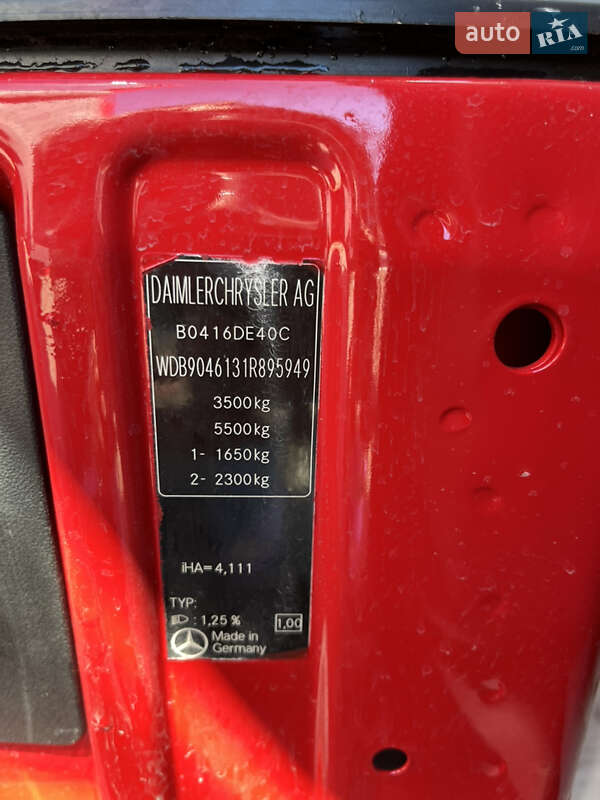 auto RIA .com
DAIMLERCHRYSLER AG
B0416DE40C
WDB9046131R895949
3500kg
5500kg
1- 1650kg
2- 2300kg
iHA=4,111
TYP:
: 1,25 % 1,00
Made in
Germany